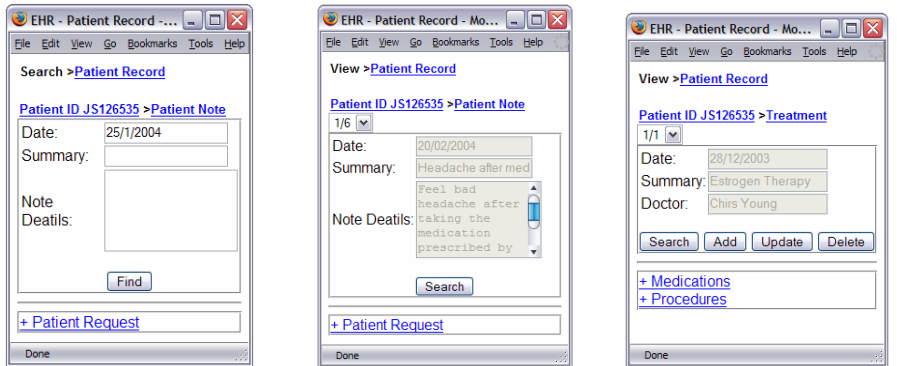 EHR - Patient Record -...
File Edit View Go Bookmarks Tools Help
Search >Patient Record
Patient ID JS126535 >Patient Note
Date: 25/1/2004
Summary:
Note
Deatils:
Find
+ Patient Request
Done
EHR - Patient Record - Mo...
File Edit View Go Bookmarks Tools Help
View >Patient Record
Patient ID JS126535 >Patient Note
1/6
Date: 20/02/2004
Summary: Headache after med
Feel bad
headache after
Note Deatils: taking the
medication
prescribed by
Search
+ Patient Request
Done
EHR - Patient Record - Mo...
File Edit View Go Bookmarks Tools Help
View >Patient Record
Patient ID JS126535 >Treatment
1/1
Date: 28/12/2003
Summary: Estrogen Therapy
Doctor: Chirs Young
Search Add Update Delete
+ Medications
+ Procedures
Done